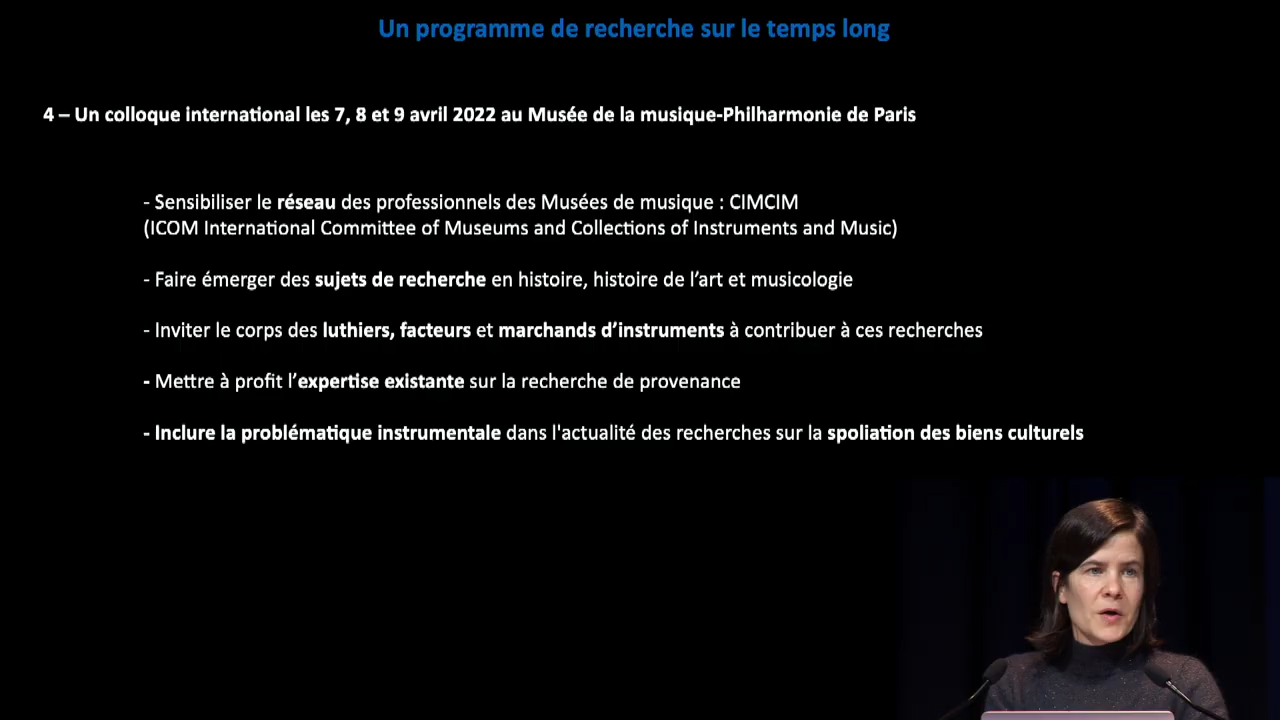 Un programme de recherche sur le temps long
4 – Un colloque international les 7, 8 et 9 avril 2022 au Musée de la musique-Philharmonie de Paris
- Sensibiliser le réseau des professionnels des Musées de musique : CIMCIM
(ICOM International Committee of Museums and Collections of Instruments and Music)
- Faire émerger des sujets de recherche en histoire, histoire de l’art et musicologie
- Inviter le corps des luthiers, facteurs et marchands d’instruments à contribuer à ces recherches
- Mettre à profit l’expertise existante sur la recherche de provenance
- Inclure la problématique instrumentale dans l'actualité des recherches sur la spoliation des biens culturels